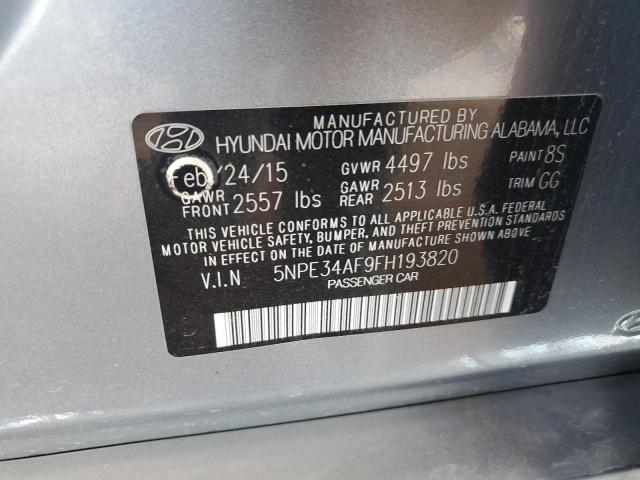 MANUFACTURED BY
HYUNDAI MOTOR MANUFACTURING ALABAMA, LLC
Feb/24/15 GVWR 4497 lbs PAINT 8S
GAWR FRONT 2557 lbs GAWR REAR 2513 lbs TRIM GG
THIS VEHICLE CONFORMS TO ALL APPLICABLE U.S.A. FEDERAL
MOTOR VEHICLE SAFETY, BUMPER, AND THEFT PREVENTION STANDARDS
IN EFFECT ON THE DATE OF MANUFACTURE SHOWN ABOVE.
V.I.N 5NPE34AF9FH193820
PASSENGER CAR